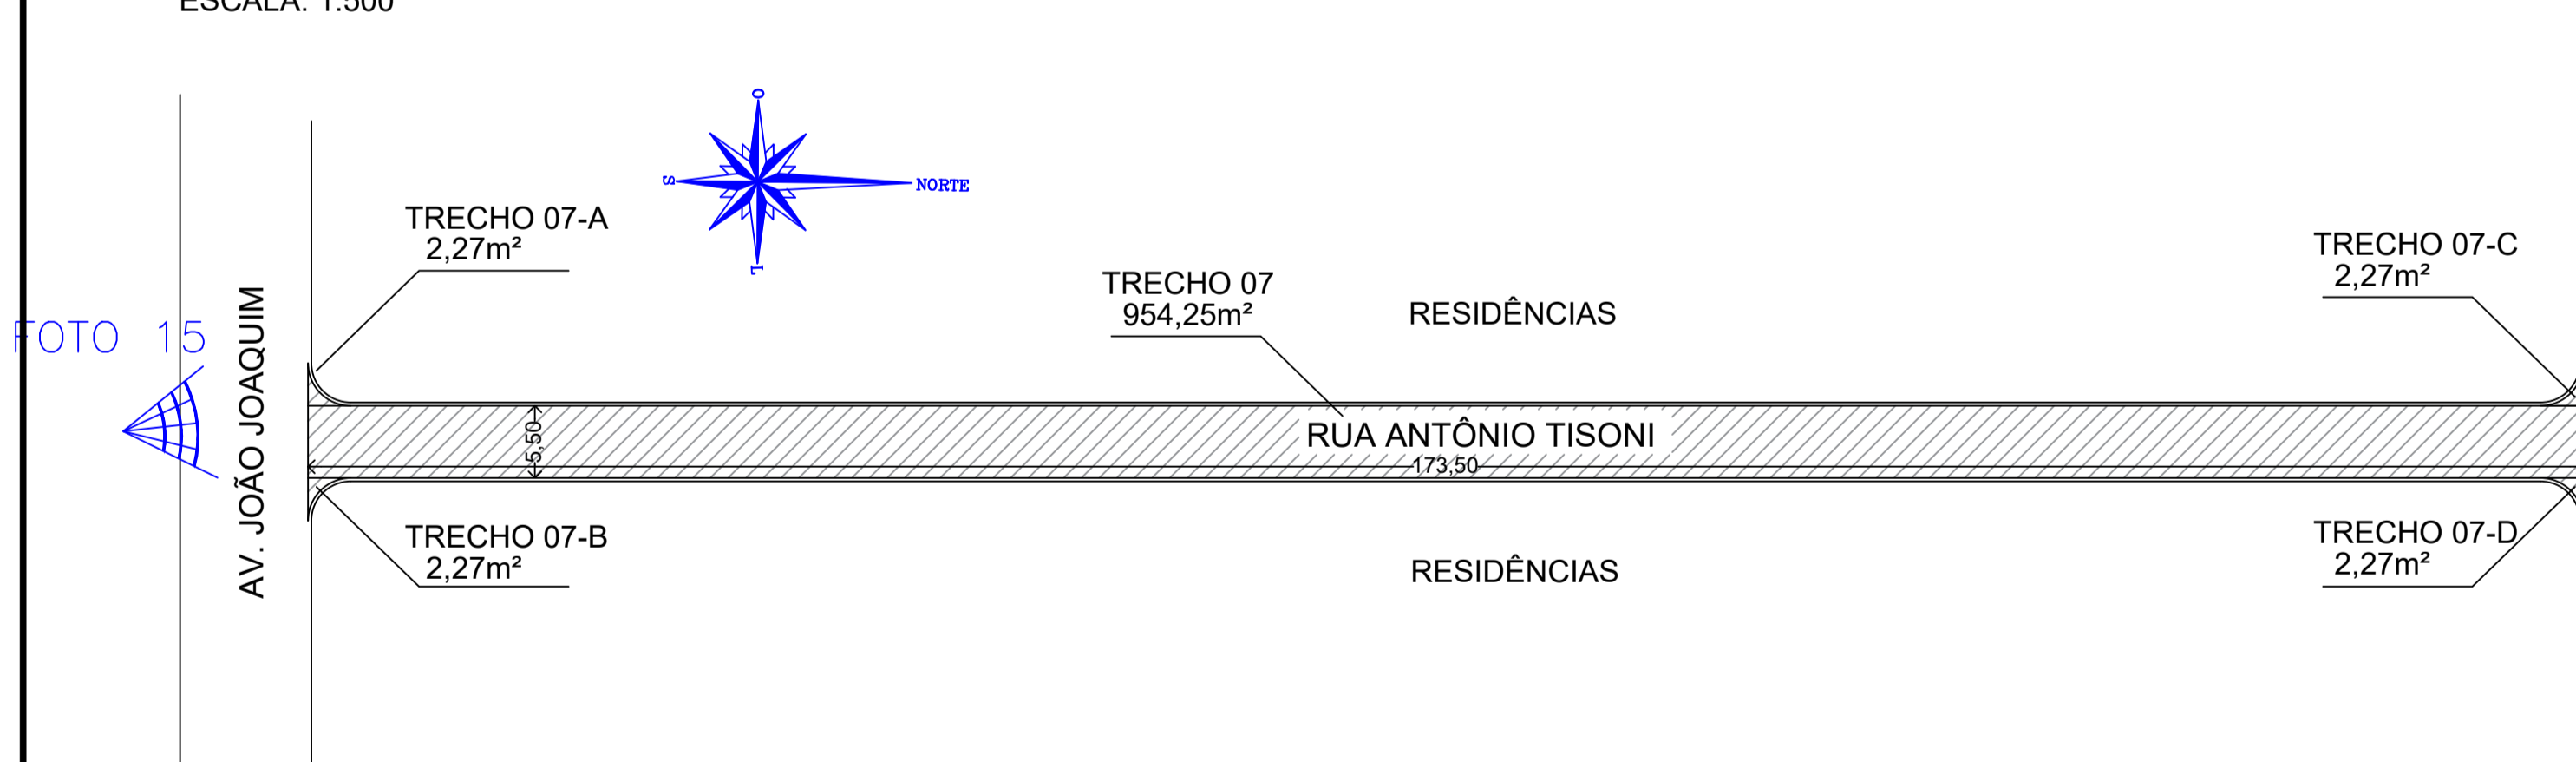 ESCALA: 1:500
O
S
NORTE
L
TRECHO 07-A
2,27m²
TRECHO 07
954,25m²
RESIDÊNCIAS
TRECHO 07-C
2,27m²
FOTO 15
AV. JOÃO JOAQUIM
5,50
RUA ANTÔNIO TISONI
173,50
TRECHO 07-B
2,27m²
RESIDÊNCIAS
TRECHO 07-D
2,27m²